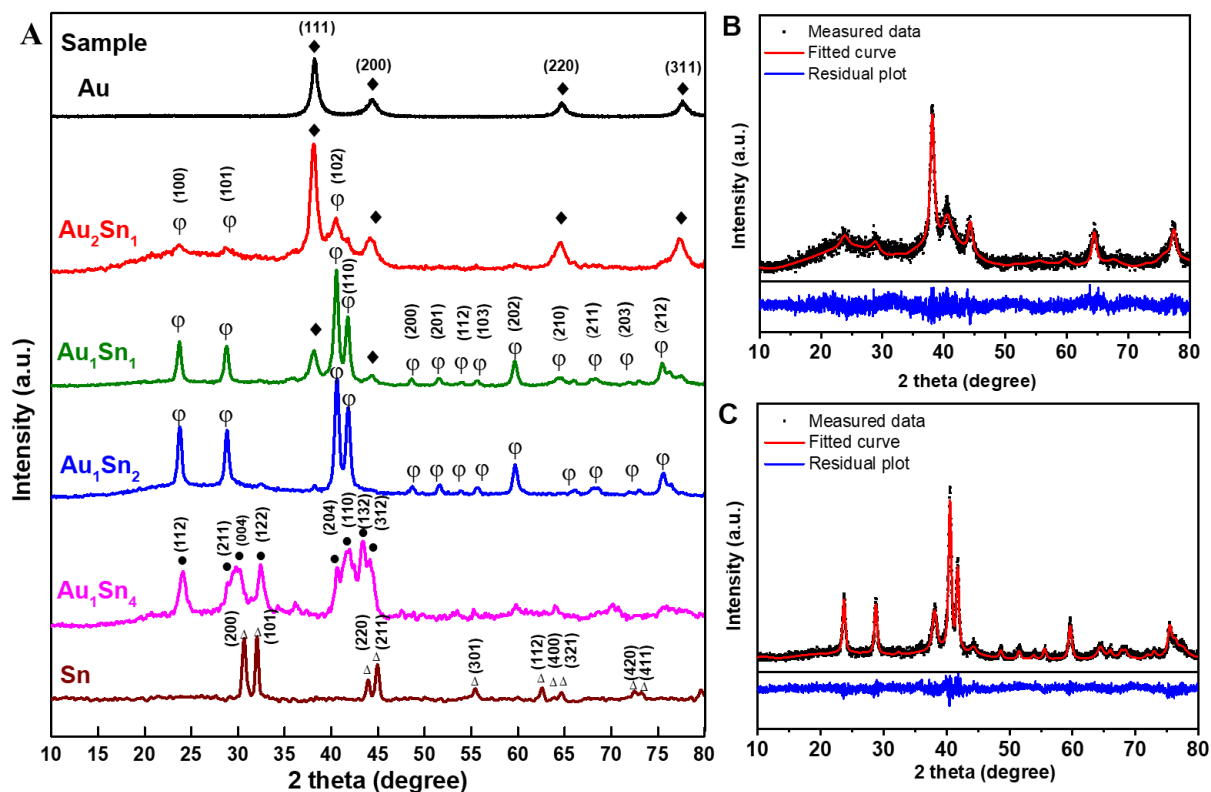 A
Sample
(111)
Au
(200)
(220)
(311)
◆ ◆ ◆ ◆
Au2Sn1
(100)
(101)
(102)
φ φ φ
◆ ◆ ◆ ◆
Au1Sn1
(110)
(200)
(201)
(112)
(103)
(202)
(210)
(211)
(203)
(212)
φ φ ◆ φ φ ◆ φ φ φ φ φ φ φ φ φ
Au1Sn2
φ φ φ φ φ φ φ φ φ φ φ φ φ
Au1Sn4
(112)
(211)
(004)
(122)
(204)
(110)
(132)
(312)
Sn
(200)
(101)
(220)
(211)
(301)
(112)
(400)
(321)
(420)
(411)
Intensity (a.u.)
10 15 20 25 30 35 40 45 50 55 60 65 70 75 80
2 theta (degree)
B
Measured data
Fitted curve
Residual plot
Intensity (a.u.)
10 20 30 40 50 60 70 80
2 theta (degree)
C
Measured data
Fitted curve
Residual plot
Intensity (a.u.)
10 20 30 40 50 60 70 80
2 theta (degree)